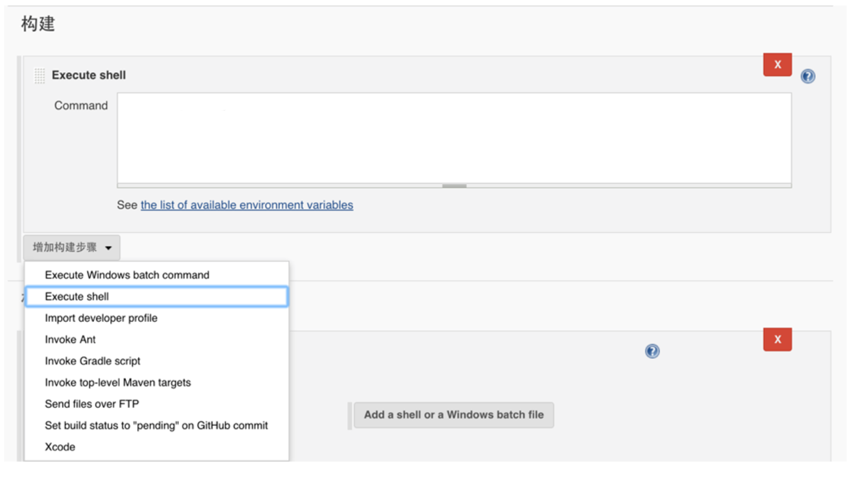 构建
X
Execute shell
Command
See the list of available environment variables
增加构建步骤
Execute Windows batch command
Execute shell
Import developer profile
X
Invoke Ant
Invoke Gradle script
Invoke top-level Maven targets
Send files over FTP
Add a shell or a Windows batch file
Set build status to "pending" on GitHub commit
Xcode